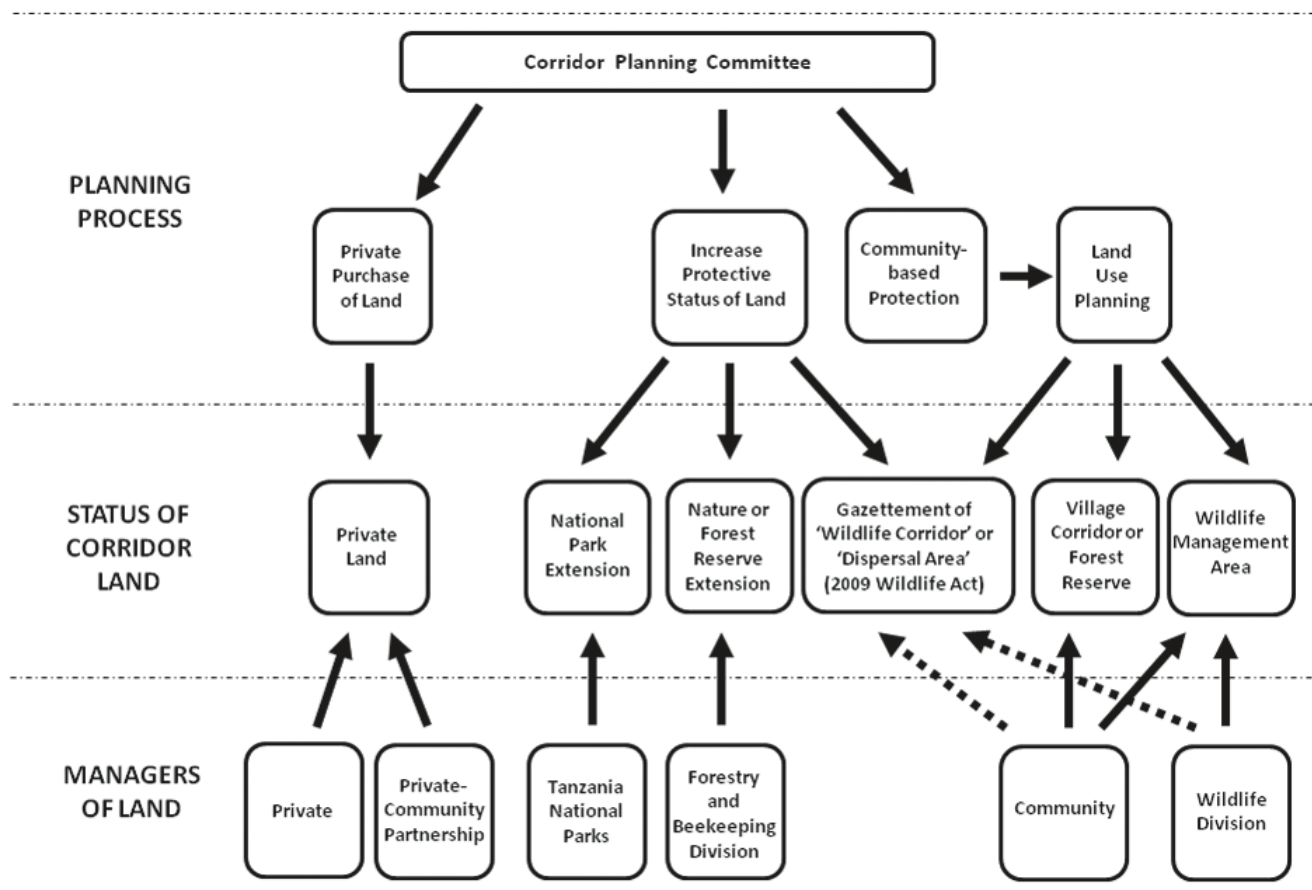 Corridor Planning Committee
PLANNING
PROCESS
Private
Purchase
of Land
Increase
Protective
Status of Land
Community-
based
Protection
Land
Use
Planning
STATUS OF
CORRIDOR
LAND
Private
Land
National
Park
Extension
Nature or
Forest
Reserve
Extension
Gazettement of
‘Wildlife Corridor’ or
‘Dispersal Area’
(2009 Wildlife Act)
Village
Corridor or
Forest
Reserve
Wildlife
Management
Area
MANAGERS
OF LAND
Private
Private-
Community
Partnership
Tanzania
National
Parks
Forestry
and
Beekeeping
Division
Community
Wildlife
Division